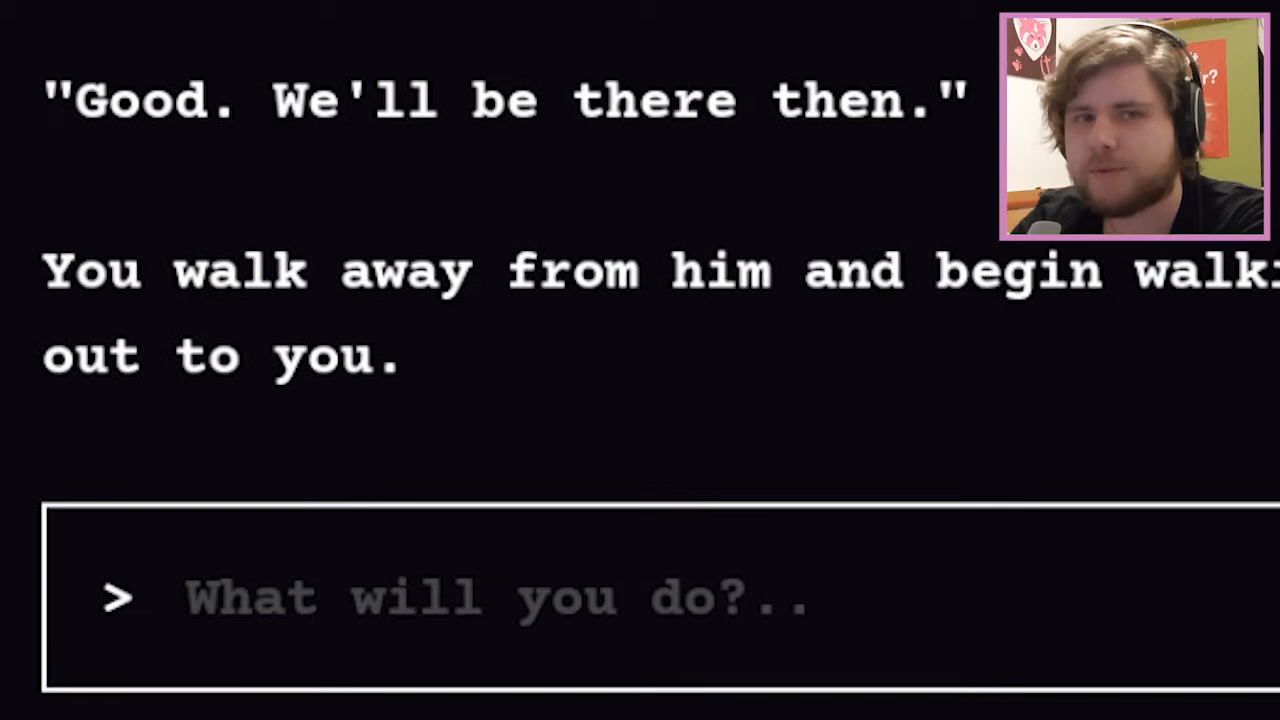 "Good. We'll be there then."
You walk away from him and begin
out to you.
> What will you do?..